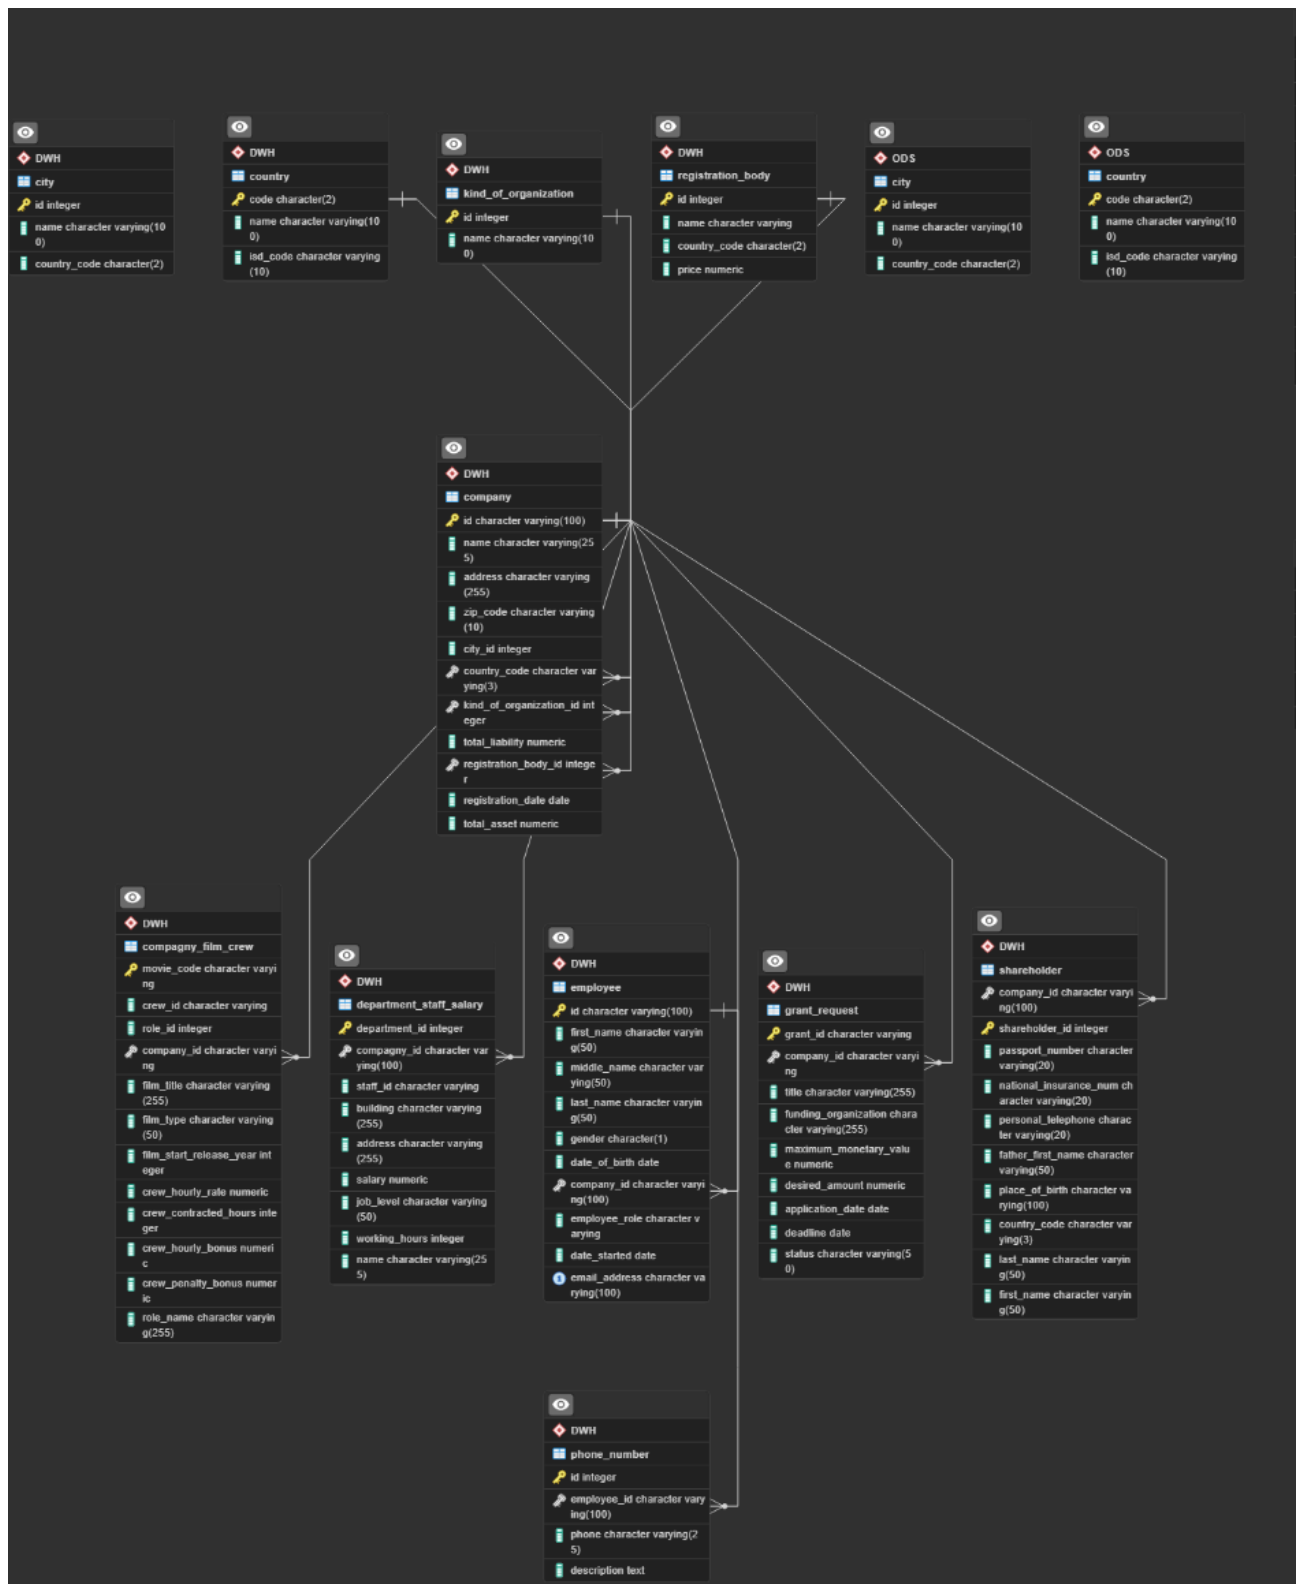 DWH
city
id integer
name character varying(10
0)
country_code character(2)
DWH
country
code character(2)
name character varying(10
0)
isd_code character varying
(10)
DWH
kind_of_organization
id integer
name character varying(10
0)
DWH
registration_body
id integer
name character varying
country_code character(2)
price numeric
ODS
city
id integer
name character varying(10
0)
country_code character(2)
ODS
country
code character(2)
name character varying(10
0)
isd_code character varying
(10)
DWH
company
id character varying(100)
name character varying(25
5)
address character varying
(255)
zip_code character varying
(10)
city_id integer
country_code character var
ying(3)
kind_of_organization_id int
eger
total_liability numeric
registration_body_id intege
r
registration_date date
total_asset numeric
DWH
compagny_film_crew
movie_code character varyi
ng
crew_id character varying
role_id integer
company_id character varyi
ng
film_title character varying
(255)
film_type character varying
(50)
film_start_release_year int
eger
crew_hourly_rate numeric
crew_contracted_hours inte
ger
crew_hourly_bonus numeri
c
crew_penalty_bonus numer
ic
role_name character varyin
g(255)
DWH
department_staff_salary
department_id integer
compagny_id character var
ying(100)
staff_id character varying
building character varying
(255)
address character varying
(255)
salary numeric
job_level character varying
(50)
working_hours integer
name character varying(25
5)
DWH
employee
id character varying(100)
first_name character varyin
g(50)
middle_name character var
ying(50)
last_name character varyin
g(50)
gender character(1)
date_of_birth date
company_id character varyi
ng(100)
employee_role character v
arying
date_started date
email_address character va
rying(100)
DWH
grant_request
grant_id character varying
company_id character varyi
ng
title character varying(255)
funding_organization chara
cter varying(255)
maximum_monetary_valu
e numeric
desired_amount numeric
application_date date
deadline date
status character varying(5
0)
DWH
shareholder
company_id character varyi
ng(100)
shareholder_id integer
passport_number character
varying(20)
national_insurance_num ch
aracter varying(20)
personal_telephone charac
ter varying(20)
father_first_name character
varying(50)
place_of_birth character va
rying(100)
country_code character var
ying(3)
last_name character varyin
g(50)
first_name character varyin
g(50)
DWH
phone_number
id integer
employee_id character vary
ing(100)
phone character varying(2
5)
description text